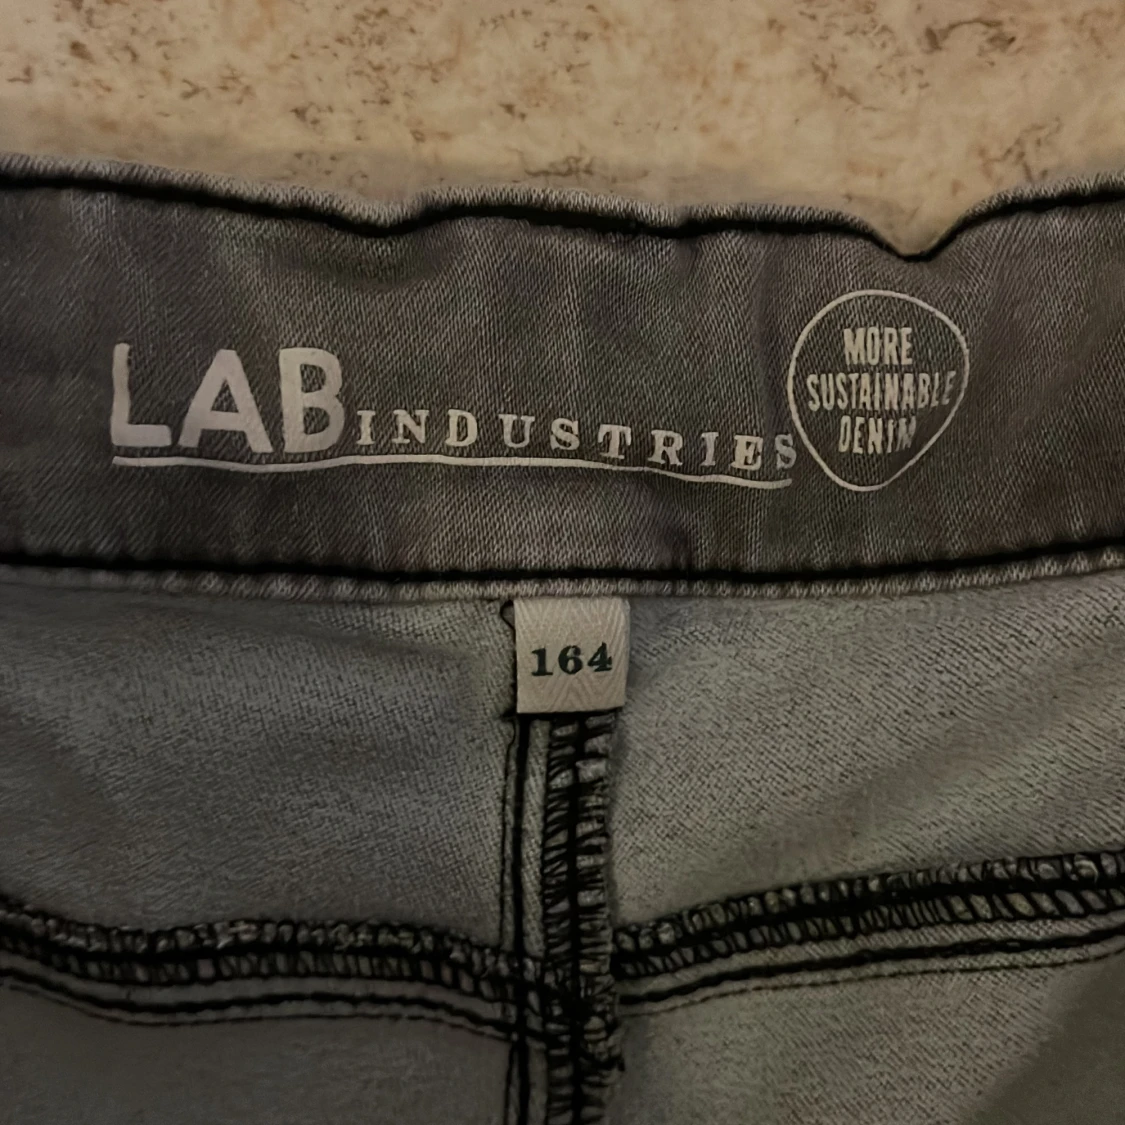 LAB INDUSTRIES
MORE
SUSTAINABLE
DENIM
164